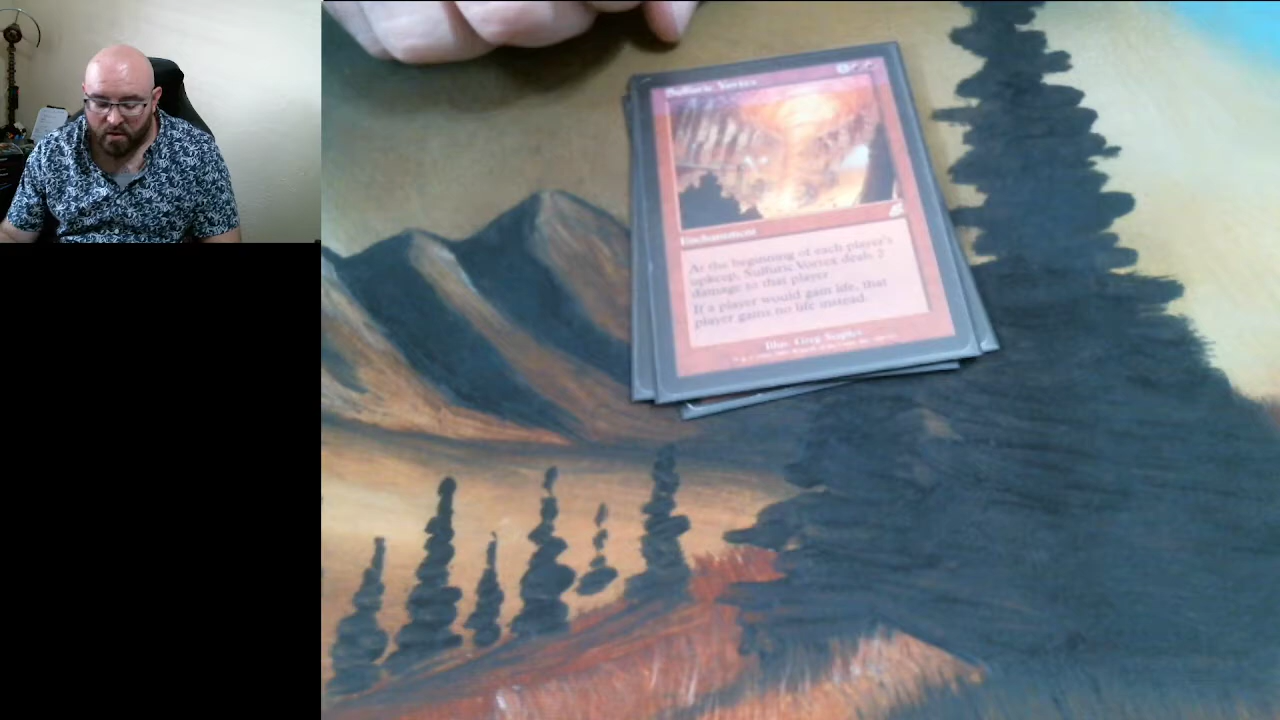 Sulfuric Vortex
Enchantment
At the beginning of each player's
upkeep, Sulfuric Vortex deals 2
damage to that player.
If a player would gain life, that
player gains no life instead.
Illus. Greg Staples